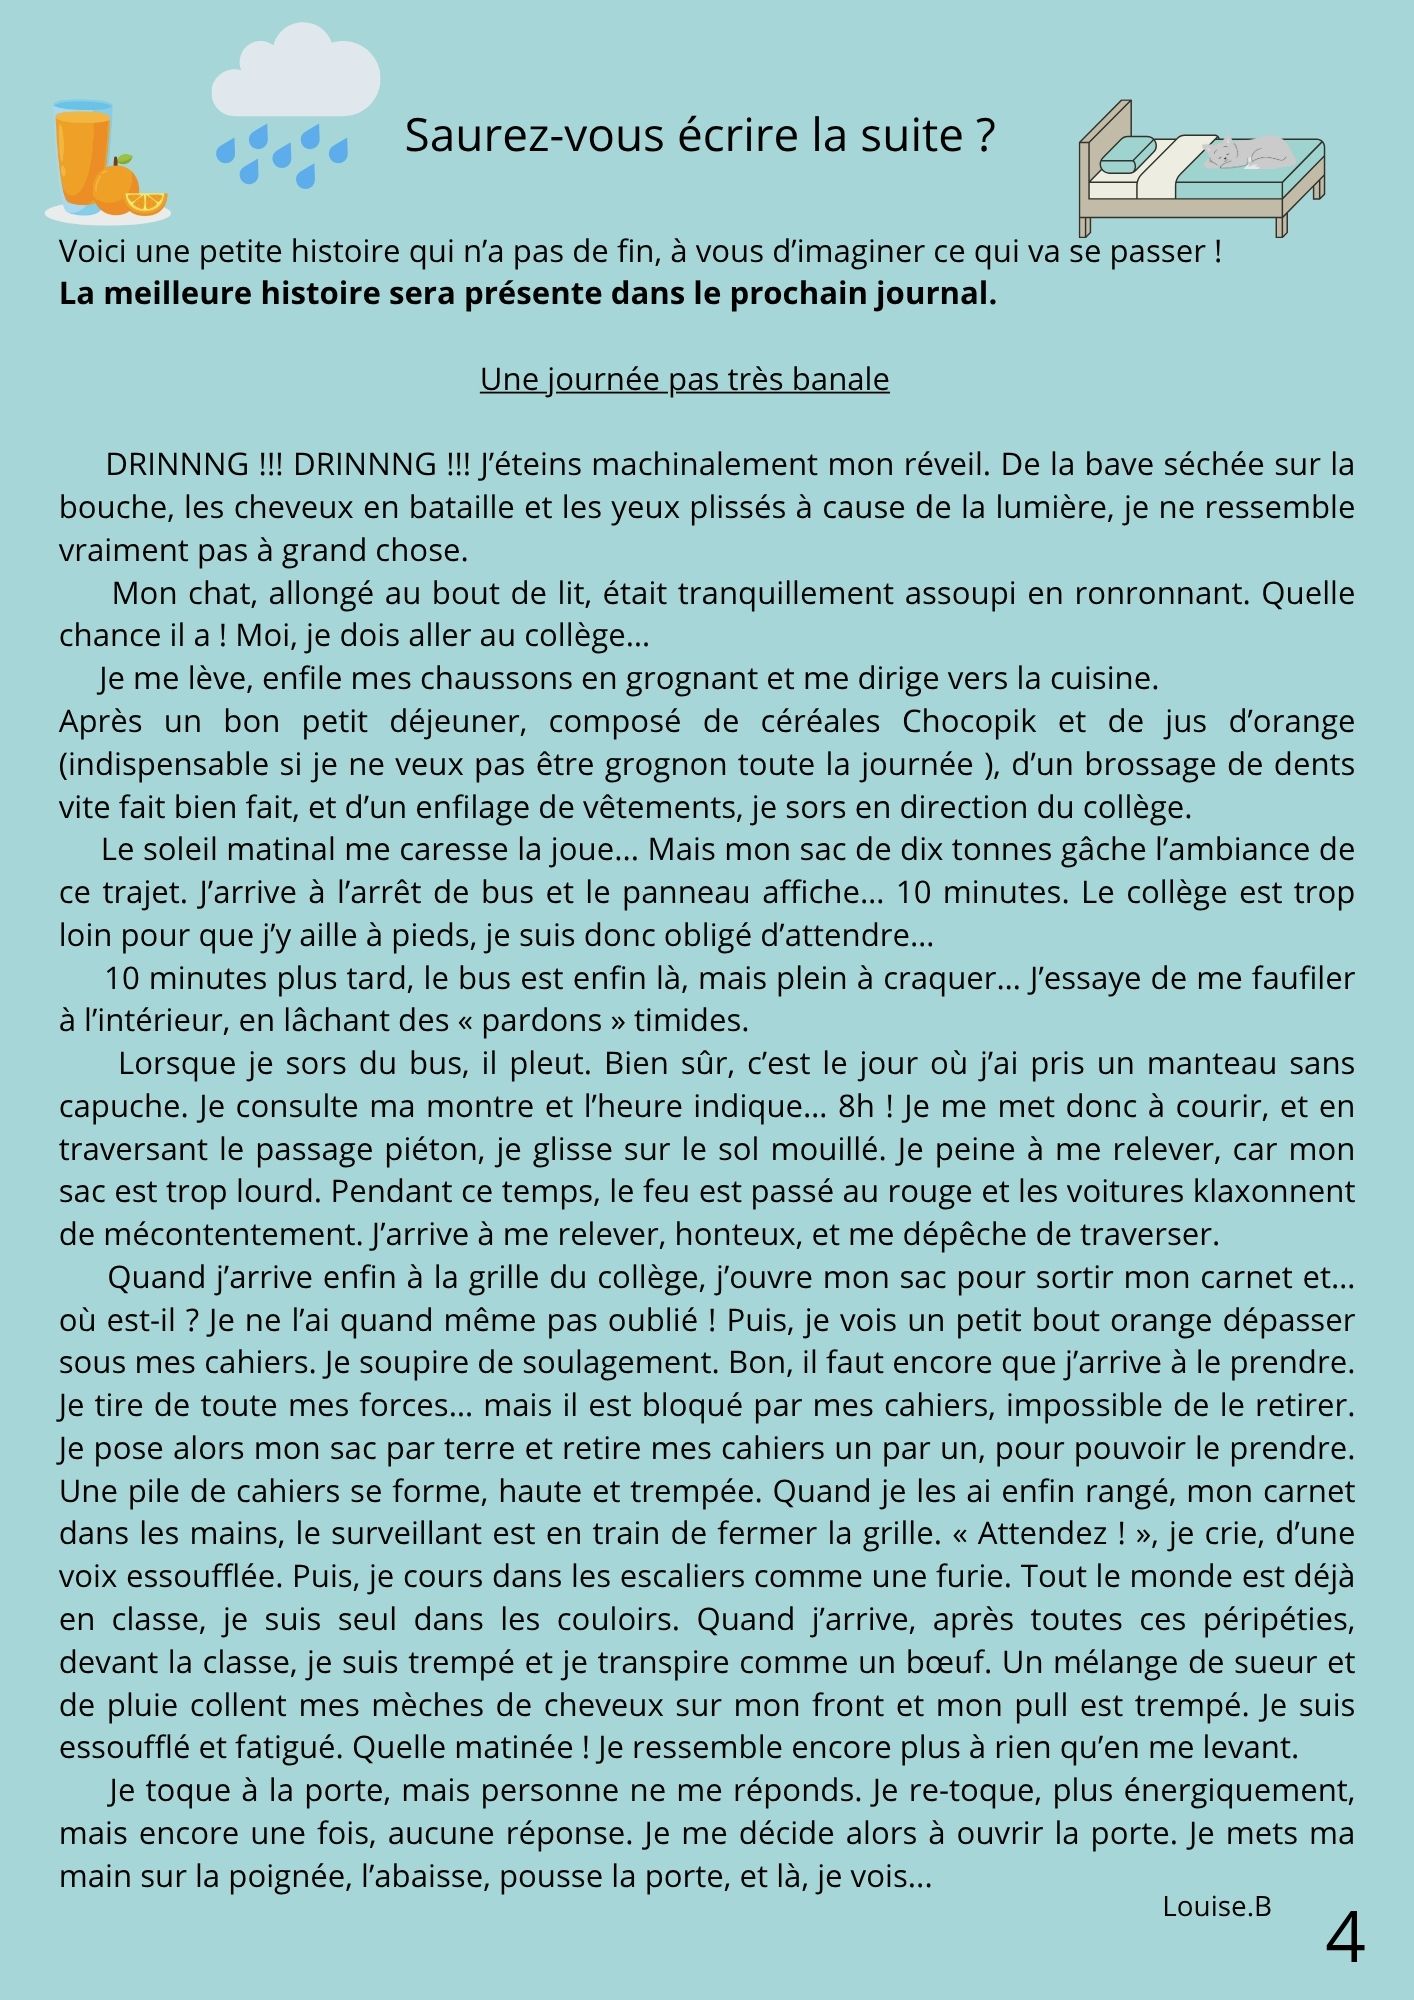 Saurez-vous écrire la suite ?
Voici une petite histoire qui n’a pas de fin, à vous d’imaginer ce qui va se passer !
La meilleure histoire sera présente dans le prochain journal.
Une journée pas très banale
DRINNNG !!! DRINNNG !!! J’éteins machinalement mon réveil. De la bave séchée sur la
bouche, les cheveux en bataille et les yeux plissés à cause de la lumière, je ne ressemble
vraiment pas à grand chose.
Mon chat, allongé au bout de lit, était tranquillement assoupi en ronronnant. Quelle
chance il a ! Moi, je dois aller au collège...
Je me lève, enfile mes chaussons en grognant et me dirige vers la cuisine.
Après un bon petit déjeuner, composé de céréales Chocopik et de jus d’orange
(indispensable si je ne veux pas être grognon toute la journée ), d’un brossage de dents
vite fait bien fait, et d’un enfilage de vêtements, je sors en direction du collège.
Le soleil matinal me caresse la joue... Mais mon sac de dix tonnes gâche l’ambiance de
ce trajet. J’arrive à l’arrêt de bus et le panneau affiche... 10 minutes. Le collège est trop
loin pour que j’y aille à pieds, je suis donc obligé d’attendre...
10 minutes plus tard, le bus est enfin là, mais plein à craquer... J’essaye de me faufiler
à l’intérieur, en lâchant des « pardons » timides.
Lorsque je sors du bus, il pleut. Bien sûr, c’est le jour où j’ai pris un manteau sans
capuche. Je consulte ma montre et l’heure indique... 8h ! Je me met donc à courir, et en
traversant le passage piéton, je glisse sur le sol mouillé. Je peine à me relever, car mon
sac est trop lourd. Pendant ce temps, le feu est passé au rouge et les voitures klaxonnent
de mécontentement. J’arrive à me relever, honteux, et me dépêche de traverser.
Quand j’arrive enfin à la grille du collège, j’ouvre mon sac pour sortir mon carnet et...
où est-il ? Je ne l’ai quand même pas oublié ! Puis, je vois un petit bout orange dépasser
sous mes cahiers. Je soupire de soulagement. Bon, il faut encore que j’arrive à le prendre.
Je tire de toute mes forces... mais il est bloqué par mes cahiers, impossible de le retirer.
Je pose alors mon sac par terre et retire mes cahiers un par un, pour pouvoir le prendre.
Une pile de cahiers se forme, haute et trempée. Quand je les ai enfin rangé, mon carnet
dans les mains, le surveillant est en train de fermer la grille. « Attendez ! », je crie, d’une
voix essoufflée. Puis, je cours dans les escaliers comme une furie. Tout le monde est déjà
en classe, je suis seul dans les couloirs. Quand j’arrive, après toutes ces péripéties,
devant la classe, je suis trempé et je transpire comme un bœuf. Un mélange de sueur et
de pluie collent mes mèches de cheveux sur mon front et mon pull est trempé. Je suis
essoufflé et fatigué. Quelle matinée ! Je ressemble encore plus à rien qu’en me levant.
Je toque à la porte, mais personne ne me réponds. Je re-toque, plus énergiquement,
mais encore une fois, aucune réponse. Je me décide alors à ouvrir la porte. Je mets ma
main sur la poignée, l’abaisse, pousse la porte, et là, je vois...
Louise.B
4